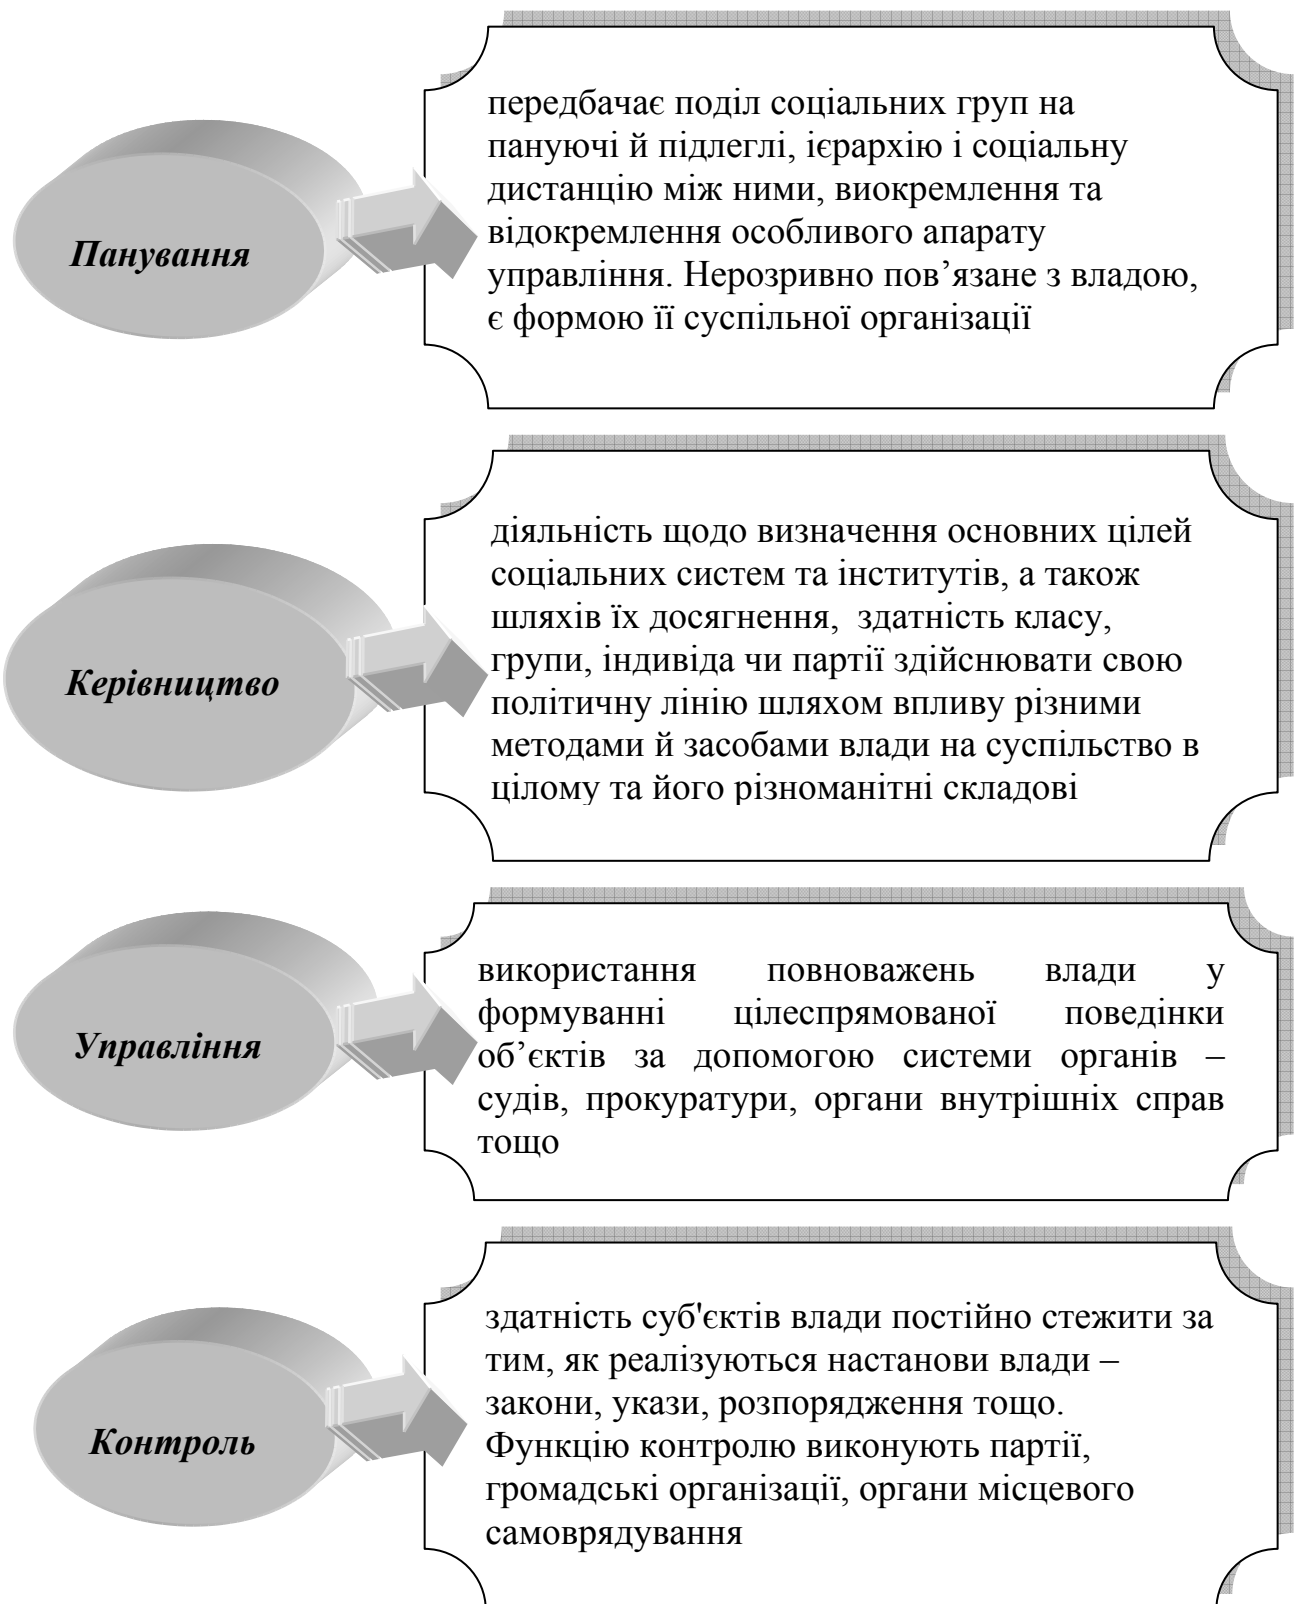 Панування
передбачає поділ соціальних груп на
пануючі й підлеглі, ієрархію і соціальну
дистанцію між ними, виокремлення та
відокремлення особливого апарату
управління. Нерозривно пов’язане з владою,
є формою її суспільної організації
Керівництво
діяльність щодо визначення основних цілей
соціальних систем та інститутів, а також
шляхів їх досягнення, здатність класу,
групи, індивіда чи партії здійснювати свою
політичну лінію шляхом впливу різними
методами й засобами влади на суспільство в
цілому та його різноманітні складові
Управління
використання повноважень влади у
формуванні цілеспрямованої поведінки
об’єктів за допомогою системи органів –
судів, прокуратури, органи внутрішніх справ
тощо
Контроль
здатність суб'єктів влади постійно стежити за
тим, як реалізуються настанови влади –
закони, укази, розпорядження тощо.
Функцію контролю виконують партії,
громадські організації, органи місцевого
самоврядування